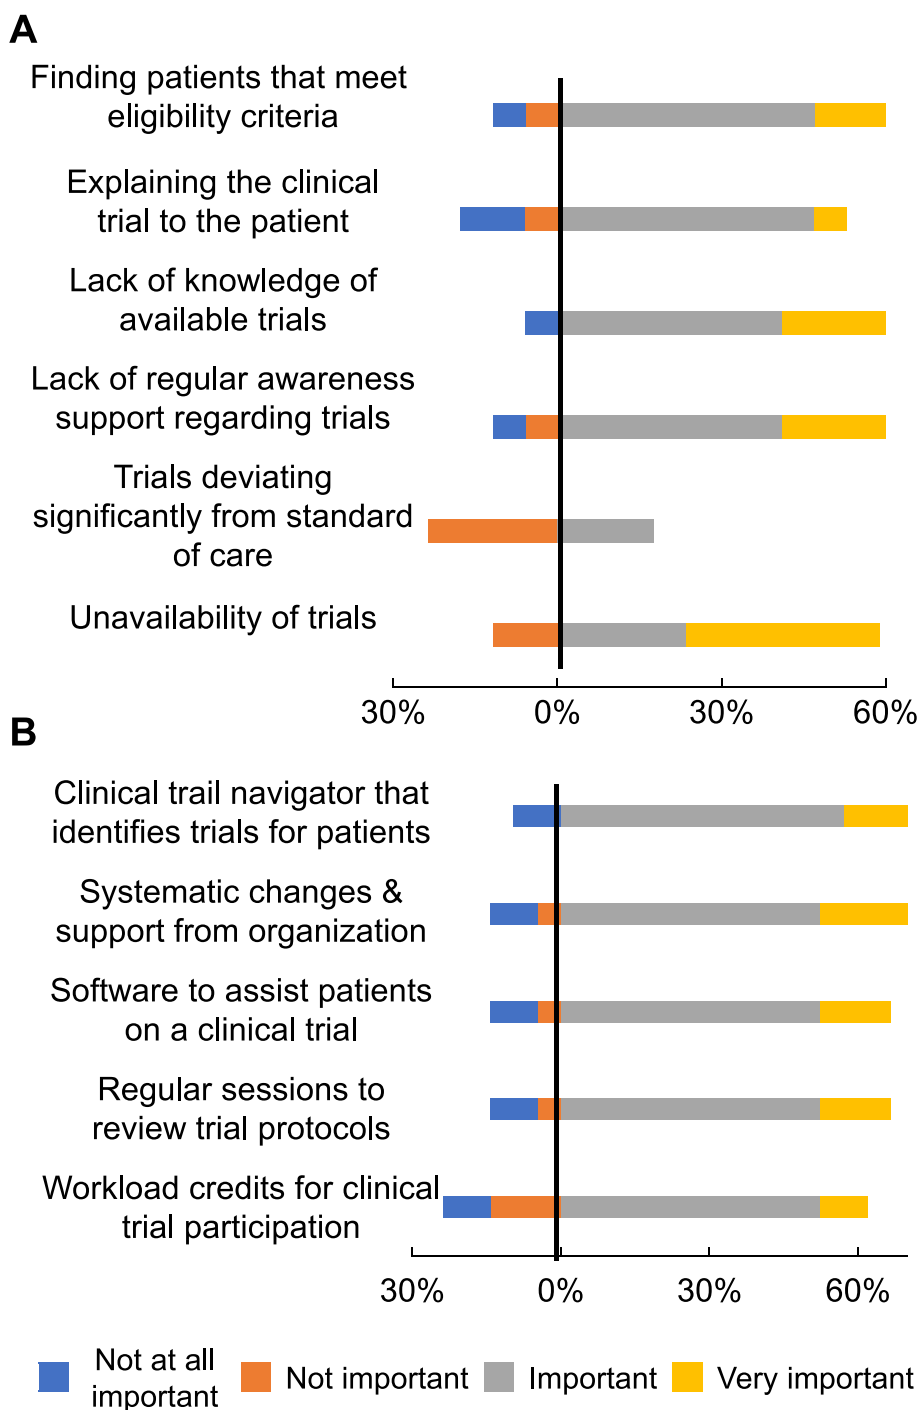 A
Finding patients that meet
eligibility criteria
Explaining the clinical
trial to the patient
Lack of knowledge of
available trials
Lack of regular awareness
support regarding trials
Trials deviating
significantly from standard
of care
Unavailability of trials
30% 0% 30% 60%
B
Clinical trail navigator that
identifies trials for patients
Systematic changes &
support from organization
Software to assist patients
on a clinical trial
Regular sessions to
review trial protocols
Workload credits for clinical
trial participation
30% 0% 30% 60%
Not at all
important
Not important
Important
Very important